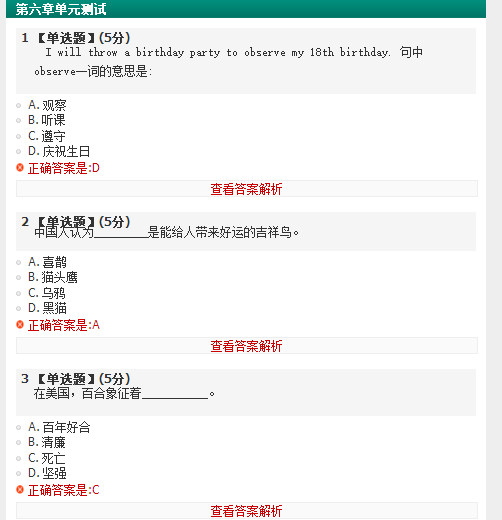 第六章单元测试
1 【单选题】(5分)
I will throw a birthday party to observe my 18th birthday. 句中
observe一词的意思是:
A. 观察
B. 听课
C. 遵守
D. 庆祝生日
正确答案是:D
查看答案解析
2 【单选题】(5分)
中国人认为_________是能给人带来好运的吉祥鸟。
A. 喜鹊
B. 猫头鹰
C. 乌鸦
D. 黑猫
正确答案是:A
查看答案解析
3 【单选题】(5分)
在美国，百合象征着___________。
A. 百年好合
B. 清廉
C. 死亡
D. 坚强
正确答案是:C
查看答案解析